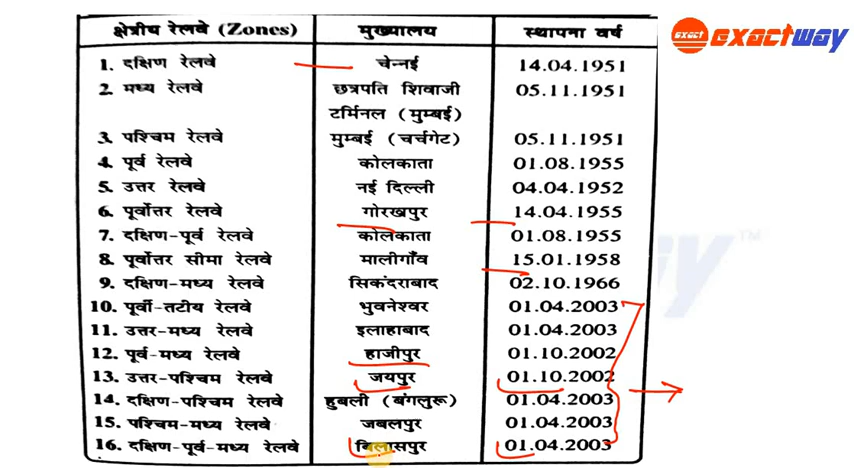 exact exactway
क्षेत्रीय रेलवे (Zones) मुख्यालय स्थापना वर्ष
1. दक्षिण रेलवे चेन्नई 14.04.1951
2. मध्य रेलवे छत्रपति शिवाजी 05.11.1951
टर्मिनल (मुम्बई)
3. पश्चिम रेलवे मुम्बई (चर्चगेट) 05.11.1951
4. पूर्व रेलवे कोलकाता 01.08.1955
5. उत्तर रेलवे नई दिल्ली 04.04.1952
6. पूर्वोत्तर रेलवे गोरखपुर 14.04.1955
7. दक्षिण-पूर्व रेलवे कोलकाता 01.08.1955
8. पूर्वोत्तर सीमा रेलवे मालीगाँव 15.01.1958
9. दक्षिण-मध्य रेलवे सिकंदराबाद 02.10.1966
10. पूर्वी-तटीय रेलवे भुवनेश्वर 01.04.2003
11. उत्तर-मध्य रेलवे इलाहाबाद 01.04.2003
12. पूर्व-मध्य रेलवे हाजीपुर 01.10.2002
13. उत्तर-पश्चिम रेलवे जयपुर 01.10.2002
14. दक्षिण-पश्चिम रेलवे हुबली (बंगलुरू) 01.04.2003
15. पश्चिम-मध्य रेलवे जबलपुर 01.04.2003
16. दक्षिण-पूर्व-मध्य रेलवे बिलासपुर 01.04.2003